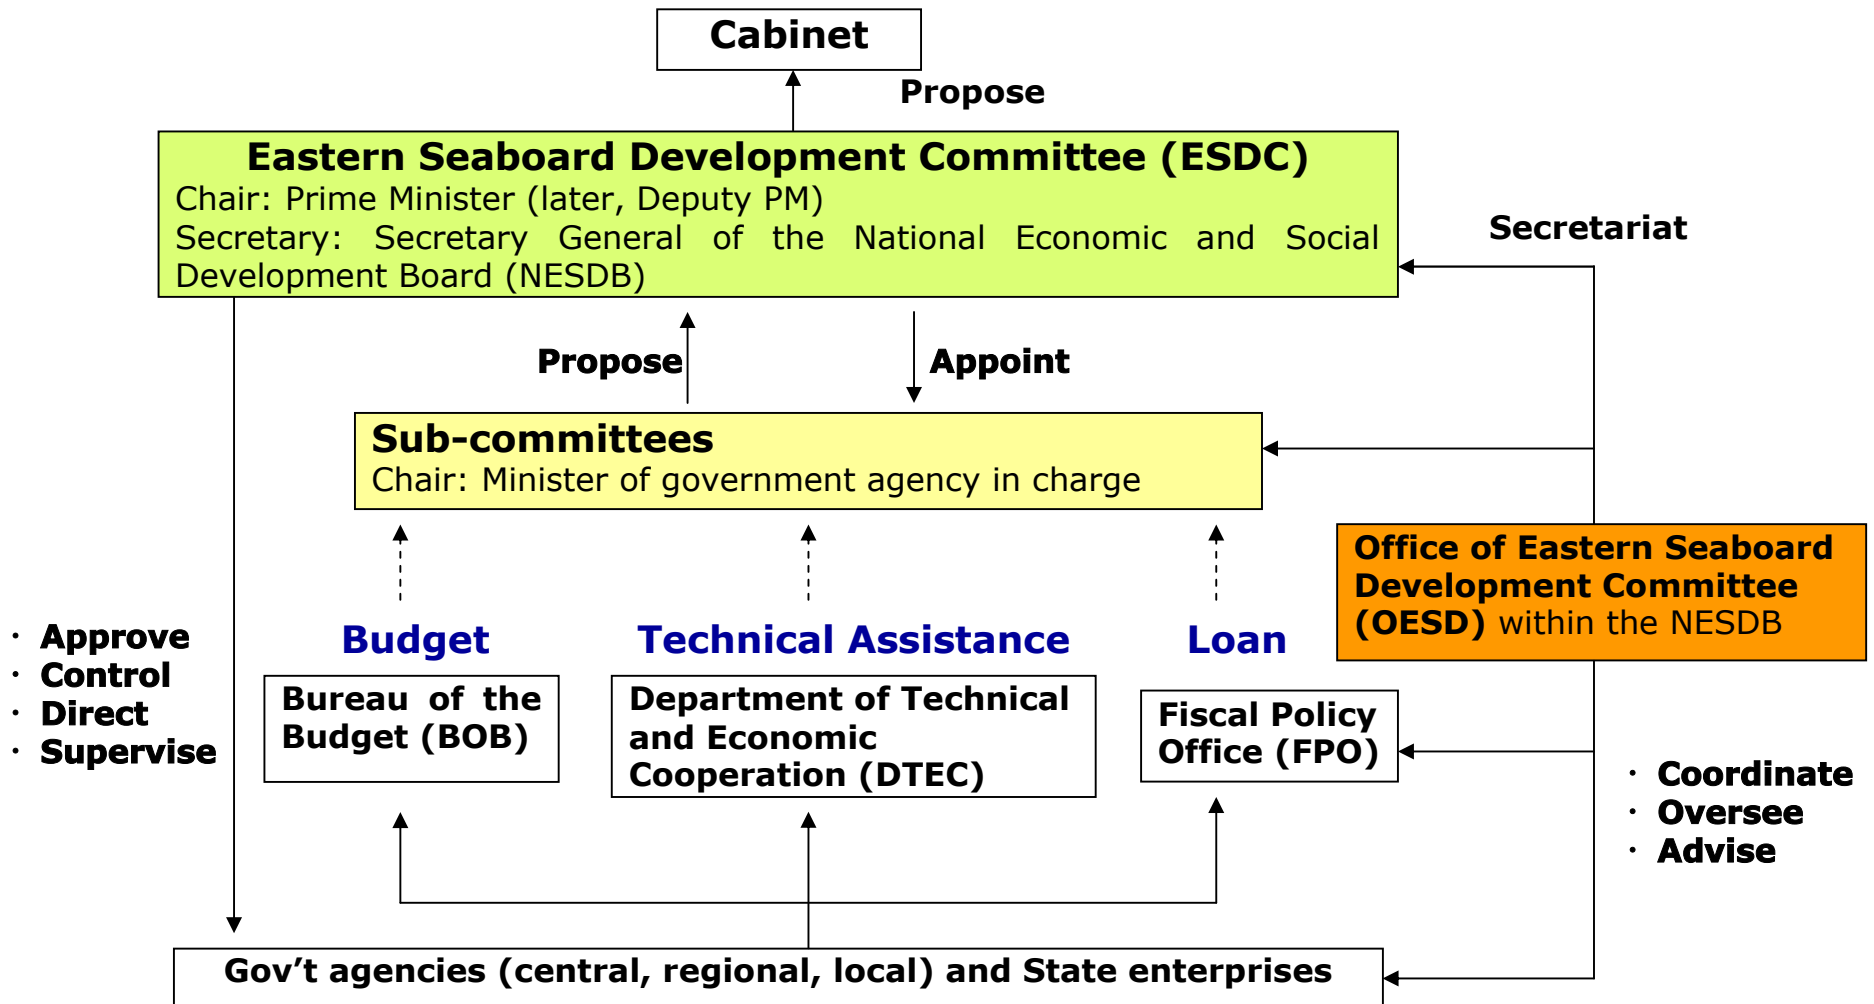 Cabinet
Propose
Eastern Seaboard Development Committee (ESDC)
Chair: Prime Minister (later, Deputy PM)
Secretary: Secretary General of the National Economic and Social
Development Board (NESDB)
Secretariat
Propose
Appoint
Sub-committees
Chair: Minister of government agency in charge
Office of Eastern Seaboard
Development Committee
(OESD) within the NESDB
· Approve
· Control
· Direct
· Supervise
Budget
Technical Assistance
Loan
Bureau of the
Budget (BOB)
Department of Technical
and Economic
Cooperation (DTEC)
Fiscal Policy
Office (FPO)
· Coordinate
· Oversee
· Advise
Gov’t agencies (central, regional, local) and State enterprises